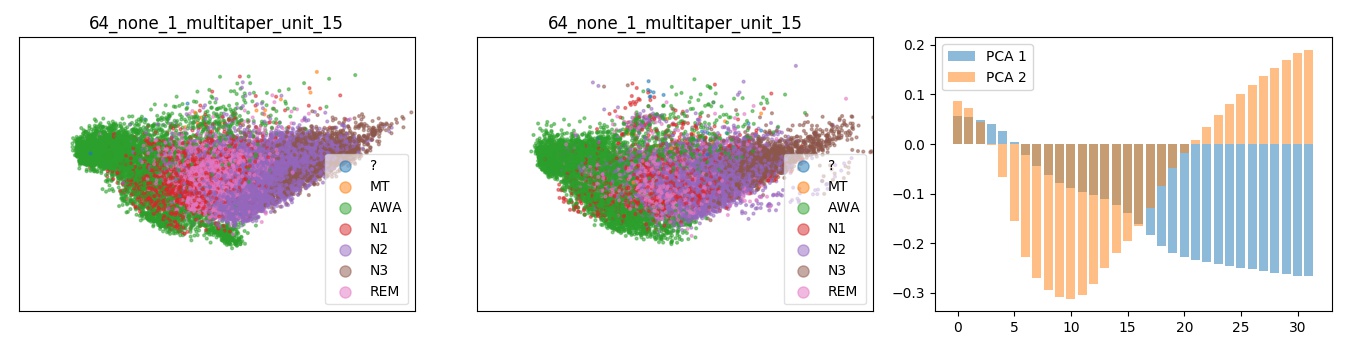 64_none_1_multitaper_unit_15
?
MT
AWA
N1
N2
N3
REM
64_none_1_multitaper_unit_15
?
MT
AWA
N1
N2
N3
REM
PCA 1
PCA 2
0.2
0.1
0.0
−0.1
−0.2
−0.3
0 5 10 15 20 25 30